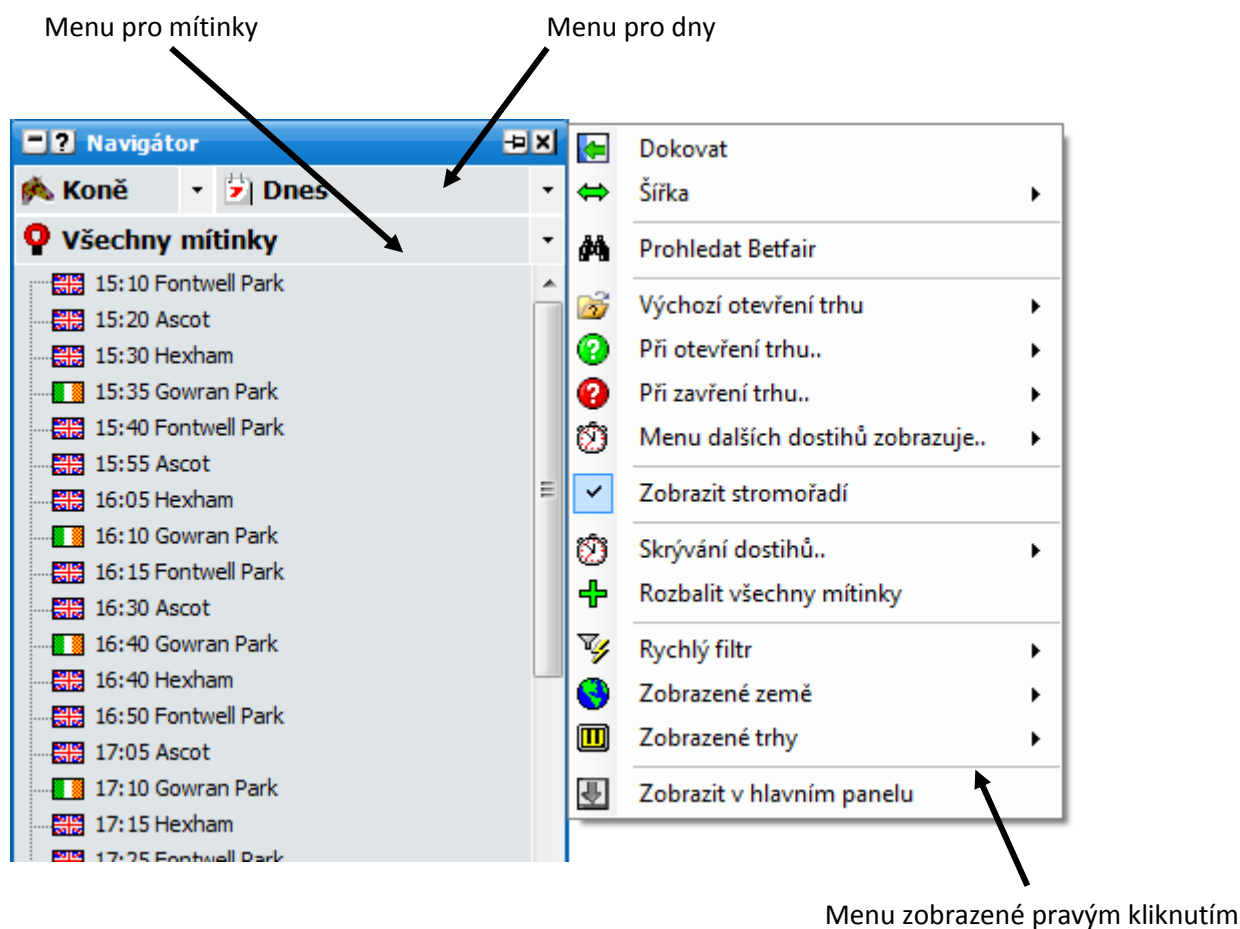 Menu pro mítinky
Menu pro dny
Navigátor
Koně
Dnes
Všechny mítinky
15:10 Fontwell Park
15:20 Ascot
15:30 Hexham
15:35 Gowran Park
15:40 Fontwell Park
15:55 Ascot
16:05 Hexham
16:10 Gowran Park
16:15 Fontwell Park
16:30 Ascot
16:40 Gowran Park
16:40 Hexham
16:50 Fontwell Park
17:05 Ascot
17:10 Gowran Park
17:15 Hexham
17:25 Fontwell Park
Dokovat
Šířka
Prohledat Betfair
Výchozí otevření trhu
Při otevření trhu..
Při zavření trhu..
Menu dalších dostihů zobrazuje..
Zobrazit stromořadí
Skrývání dostihů..
Rozbalit všechny mítinky
Rychlý filtr
Zobrazené země
Zobrazené trhy
Zobrazit v hlavním panelu
Menu zobrazené pravým kliknutím